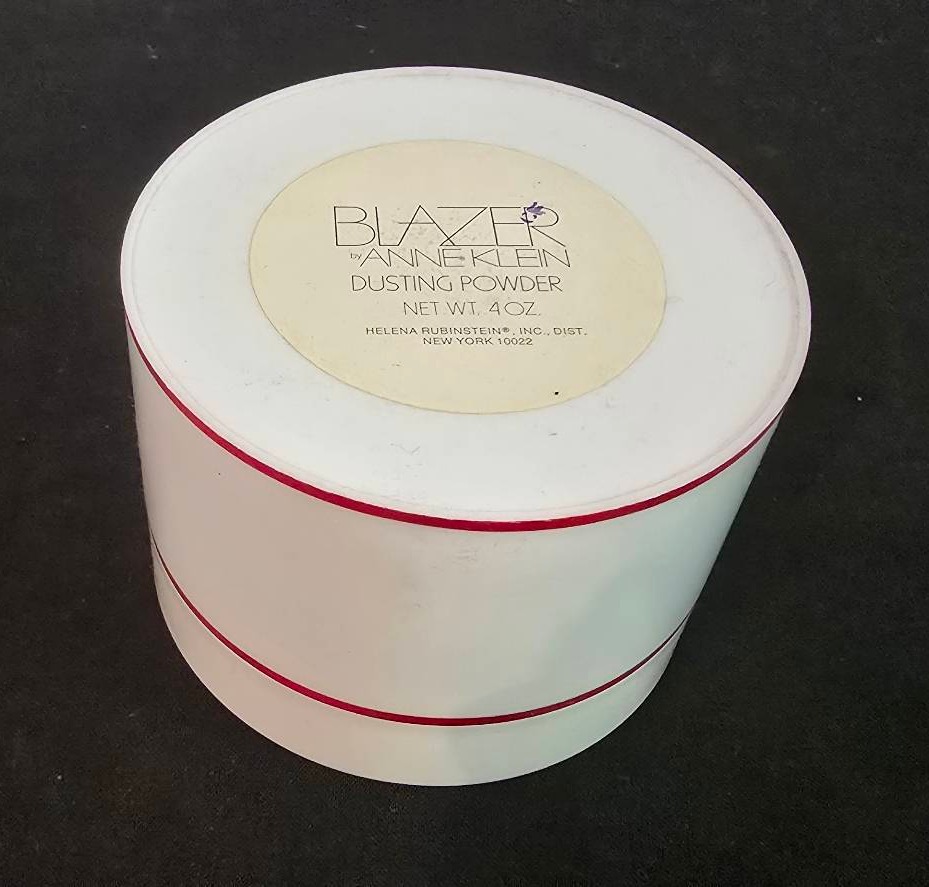 BLAZER
by ANNE KLEIN
DUSTING POWDER
NET WT. 4 OZ.
HELENA RUBINSTEIN®, INC., DIST.
NEW YORK 10022